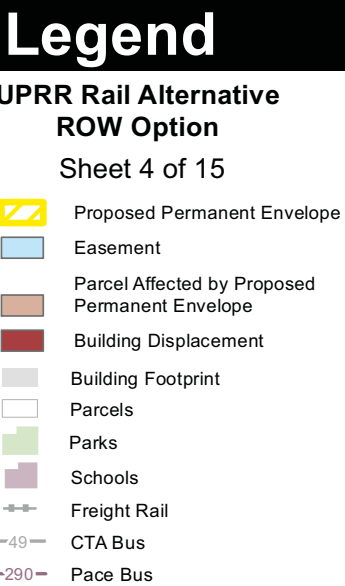 Legend
UPRR Rail Alternative
ROW Option
Sheet 4 of 15
Proposed Permanent Envelope
Easement
Parcel Affected by Proposed
Permanent Envelope
Building Displacement
Building Footprint
Parcels
Parks
Schools
Freight Rail
49 CTA Bus
290 Pace Bus